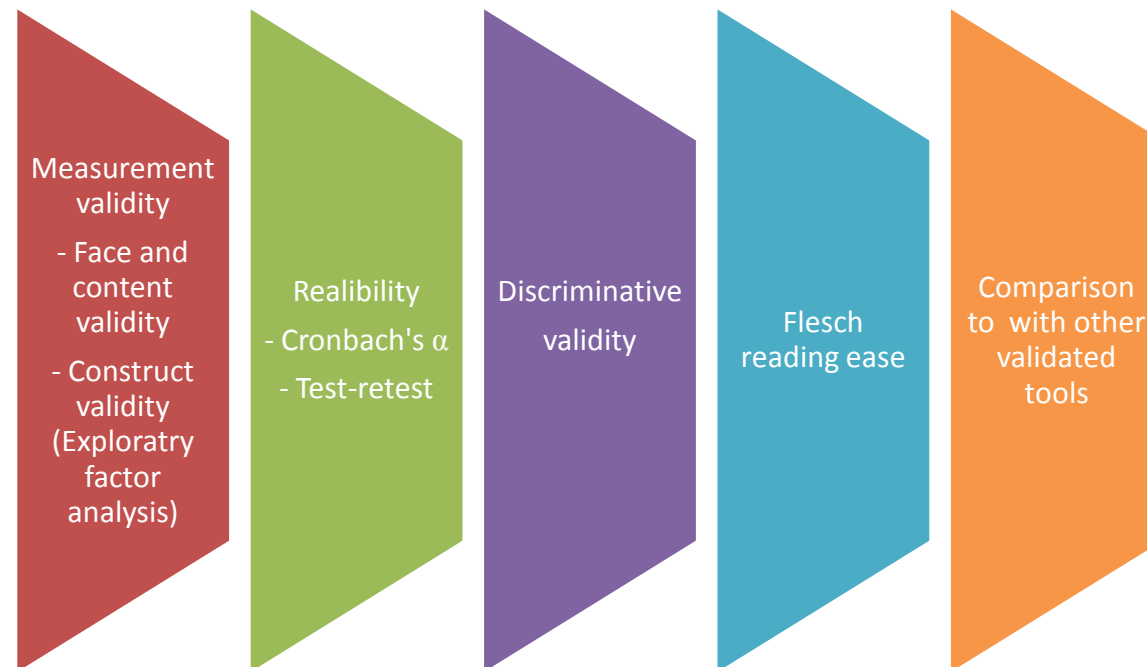 Measurement
validity
- Face and
content
validity
- Construct
validity
(Exploratry
factor
analysis)
Realibility
- Cronbach's α
- Test-retest
Discriminative
validity
Flesch
reading ease
Comparison
to with other
validated
tools